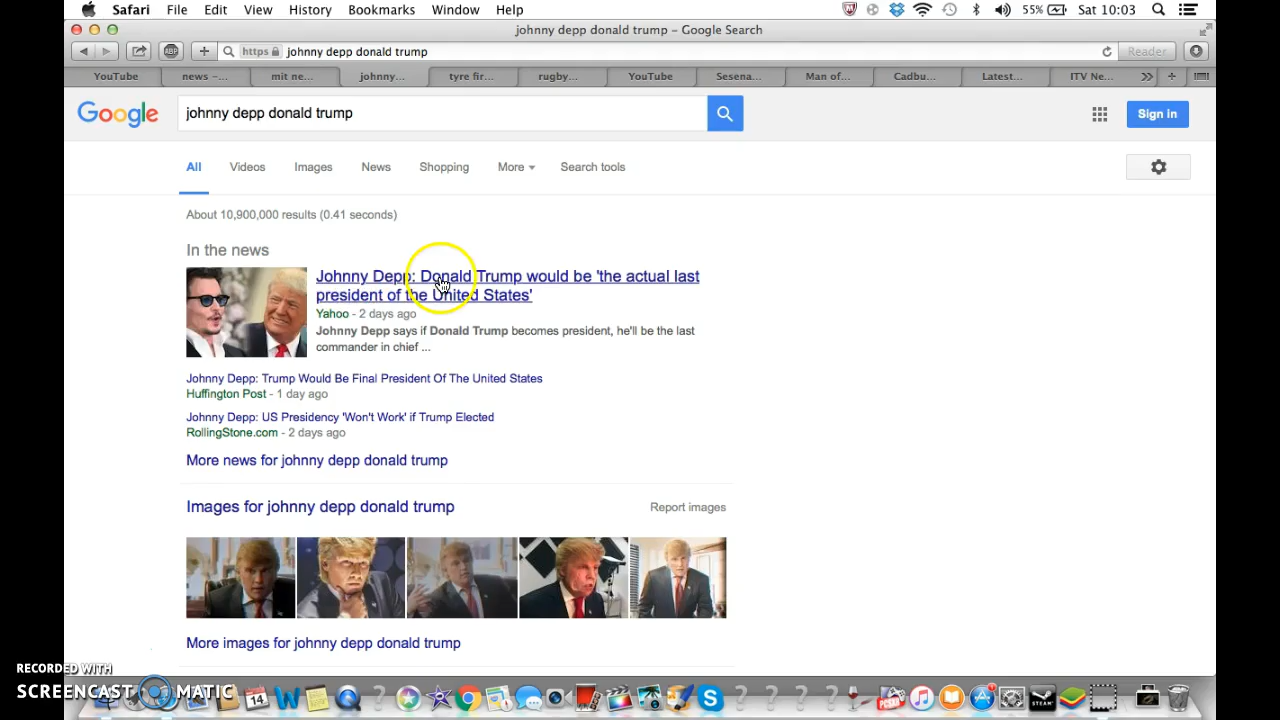 Safari File Edit View History Bookmarks Window Help 55% Sat 10:03
johnny depp donald trump – Google Search
ABP + https johnny depp donald trump Reader
YouTube news –... mit ne... johnny... tyre fir... rugby... YouTube Sesena... Man of... Cadbu... Latest... ITV Ne... >> +
Google johnny depp donald trump Sign in
All Videos Images News Shopping More Search tools
About 10,900,000 results (0.41 seconds)
In the news
Johnny Depp: Donald Trump would be 'the actual last
president of the United States'
Yahoo - 2 days ago
Johnny Depp says if Donald Trump becomes president, he'll be the last
commander in chief ...
Johnny Depp: Trump Would Be Final President Of The United States
Huffington Post - 1 day ago
Johnny Depp: US Presidency 'Won't Work' if Trump Elected
RollingStone.com - 2 days ago
More news for johnny depp donald trump
Images for johnny depp donald trump Report images
More images for johnny depp donald trump
RECORDED WITH
SCREENCAST MATIC
14 W S ? ? ? ? ? STEAM